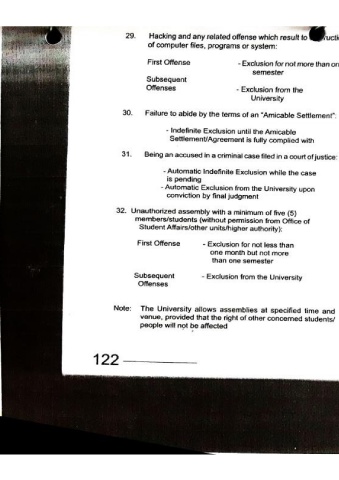 29. Hacking and any related offense which result to
of computer files, programs or system:
First Offense - Exclusion for not more than
semester
Subsequent
Offenses - Exclusion from the
University
30. Failure to abide by the terms of an "Amicable Settlement":
- Indefinite Exclusion until the Amicable
Settlement/Agreement is fully complied with
31. Being an accused in a criminal case filed in a court of justice:
- Automatic Indefinite Exclusion while the case
is pending
- Automatic Exclusion from the University upon
conviction by final judgment
32. Unauthorized assembly with a minimum of five (5)
members/students (without permission from Office of
Student Affairs/other units/higher authority):
First Offense - Exclusion for not less than
one month but not more
than one semester
Subsequent - Exclusion from the University
Offenses
Note: The University allows assemblies at specified time and
venue, provided that the right of other concerned students/
people will not be affected
122